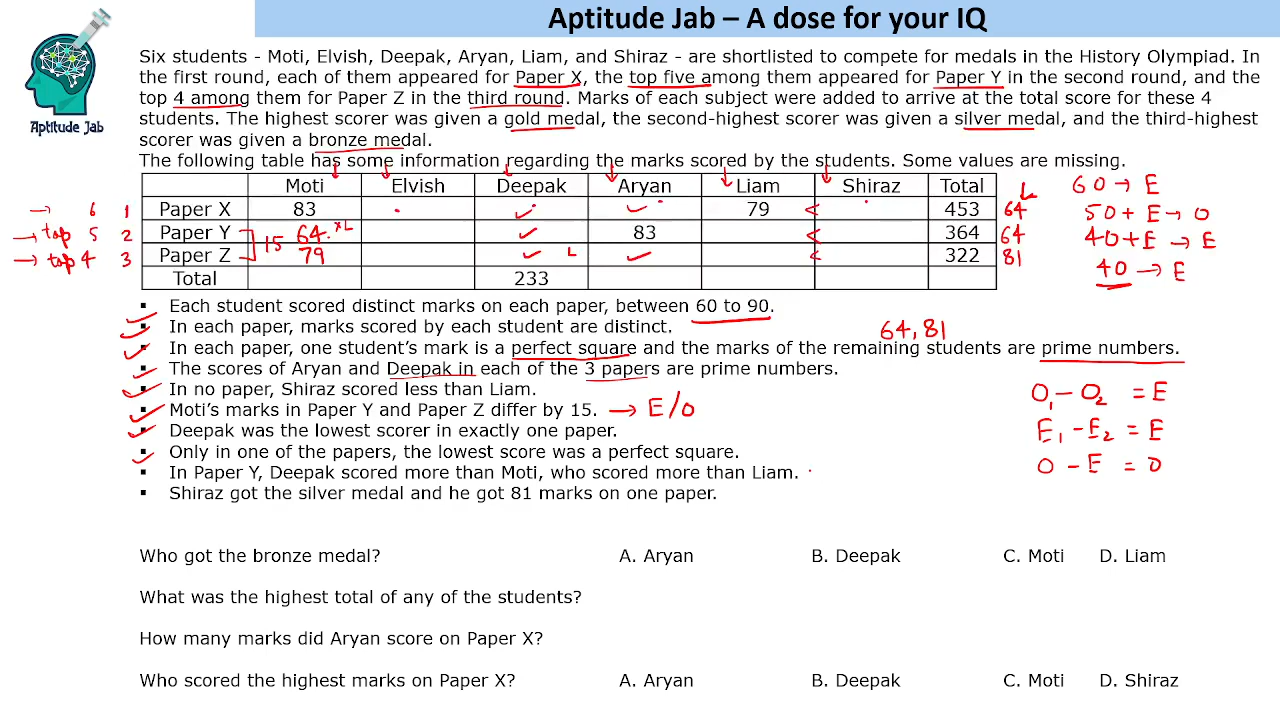 Aptitude Jab – A dose for your IQ
Aptitude Jab
Six students - Moti, Elvish, Deepak, Aryan, Liam, and Shiraz - are shortlisted to compete for medals in the History Olympiad. In
the first round, each of them appeared for Paper X, the top five among them appeared for Paper Y in the second round, and the
top 4 among them for Paper Z in the third round. Marks of each subject were added to arrive at the total score for these 4
students. The highest scorer was given a gold medal, the second-highest scorer was given a silver medal, and the third-highest
scorer was given a bronze medal.
The following table has some information regarding the marks scored by the students. Some values are missing.
Moti Elvish Deepak Aryan Liam Shiraz Total L
→ 6 1 Paper X 83 ✓ ✓ 79 < 453 64
→ top 5 2 Paper Y 15 64 XL ✓ 83 < 364 64
→ top 4 3 Paper Z 79 ✓ L ✓ < 322 81
Total 233
60 → E
50 + E → O
40 + E → E
40 → E
▪ Each student scored distinct marks on each paper, between 60 to 90.
▪ In each paper, marks scored by each student are distinct.
64, 81
▪ In each paper, one student's mark is a perfect square and the marks of the remaining students are prime numbers.
▪ The scores of Aryan and Deepak in each of the 3 papers are prime numbers.
▪ In no paper, Shiraz scored less than Liam.
▪ Moti's marks in Paper Y and Paper Z differ by 15. → E/O
▪ Deepak was the lowest scorer in exactly one paper.
▪ Only in one of the papers, the lowest score was a perfect square.
▪ In Paper Y, Deepak scored more than Moti, who scored more than Liam.
▪ Shiraz got the silver medal and he got 81 marks on one paper.
O1 – O2 = E
E1 – E2 = E
O – E = O
Who got the bronze medal? A. Aryan B. Deepak C. Moti D. Liam
What was the highest total of any of the students?
How many marks did Aryan score on Paper X?
Who scored the highest marks on Paper X? A. Aryan B. Deepak C. Moti D. Shiraz